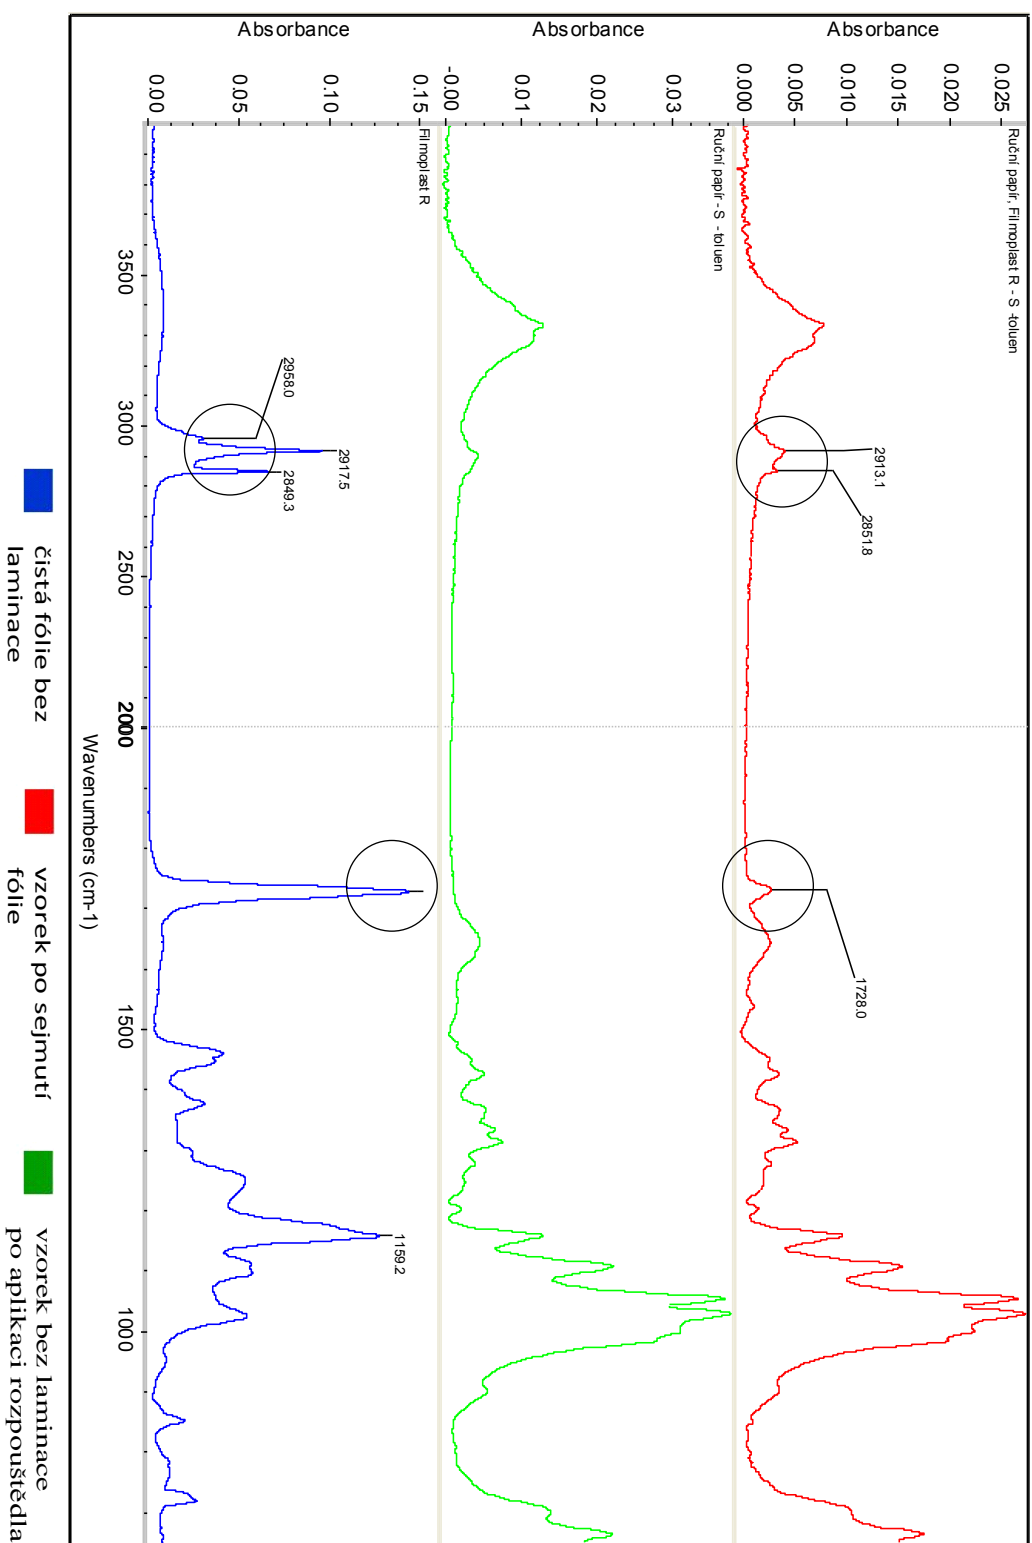 Ruční papír, Filmoplast R - S -toluen
0.025
0.020
0.015
0.010
0.005
0.000
Absorbance
2913.1
2851.8
1728.0
Ruční papír - S - toluen
0.03
0.02
0.01
-0.00
Absorbance
Filmoplast R
0.15
0.10
0.05
0.00
Absorbance
2958.0
2917.5
2849.3
1159.2
3500
3000
2500
2000
1500
1000
Wavenumbers (cm-1)
čistá fólie bez
laminace
vzorek po sejmutí
fólie
vzorek bez laminace
po aplikaci rozpouštědla